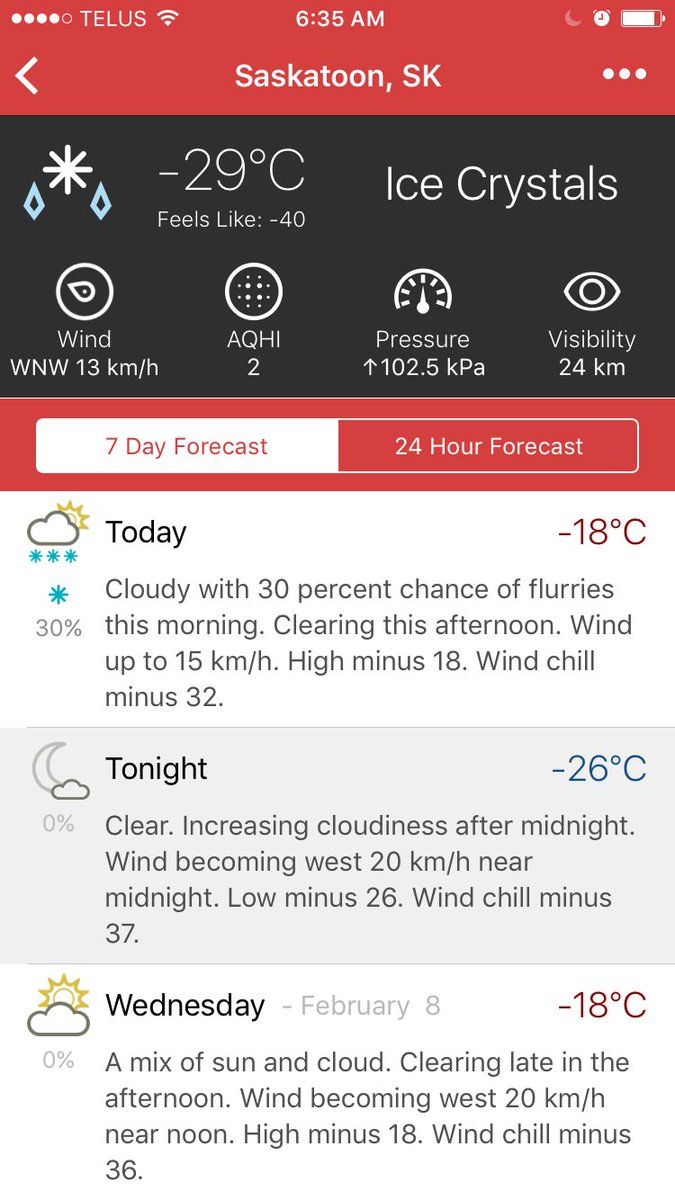 TELUS 6:35 AM
Saskatoon, SK
-29°C
Feels Like: -40
Ice Crystals
Wind
WNW 13 km/h
AQHI
2
Pressure
↑102.5 kPa
Visibility
24 km
7 Day Forecast
24 Hour Forecast
Today -18°C
30%
Cloudy with 30 percent chance of flurries
this morning. Clearing this afternoon. Wind
up to 15 km/h. High minus 18. Wind chill
minus 32.
Tonight -26°C
0%
Clear. Increasing cloudiness after midnight.
Wind becoming west 20 km/h near
midnight. Low minus 26. Wind chill minus
37.
Wednesday - February 8 -18°C
0%
A mix of sun and cloud. Clearing late in the
afternoon. Wind becoming west 20 km/h
near noon. High minus 18. Wind chill minus
36.